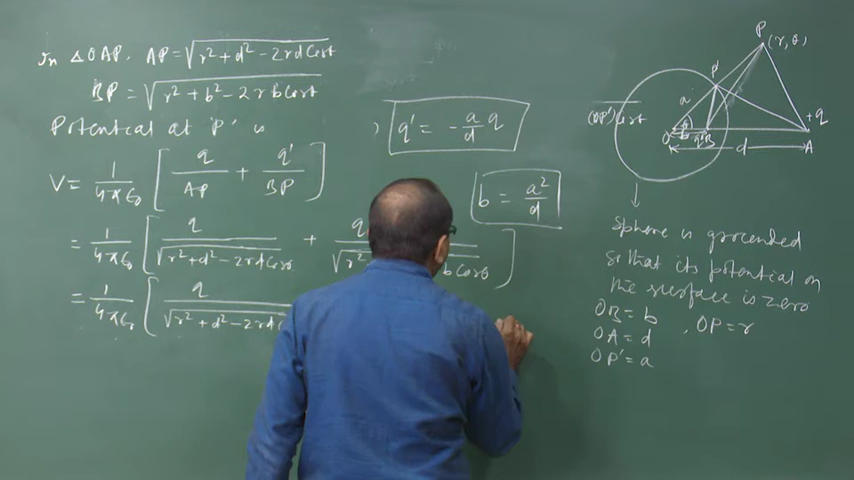 In △OAP, AP = √(r² + d² - 2rd Cosθ)
BP = √(r² + b² - 2rb Cosθ)
Potential at 'P' is
V = 1/(4πε₀) [ q/AP + q'/BP ]
= 1/(4πε₀) [ q/√(r² + d² - 2rd Cosθ) + q
√r²
b Cosθ ]
= 1/(4πε₀) [ q/√(r² + d² - 2rd C
) q' = - a/d q
b = a²/d
P (r, θ)
P'
a
θ
+q
O b q' B A
d
Sphere is grounded
so that its potential on
the surface is zero
OB = b , OP = r
OA = d
OP' = a